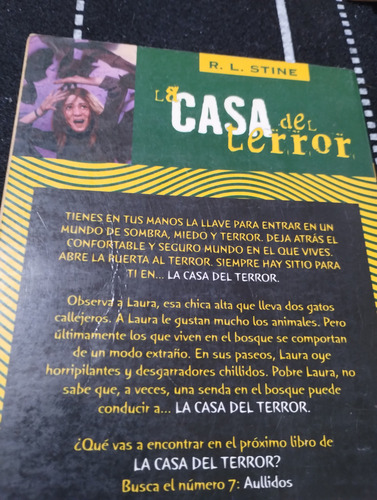 R. L. STINE
La
CASA del
terror
TIENES EN TUS MANOS LA LLAVE PARA ENTRAR EN UN
MUNDO DE SOMBRA, MIEDO Y TERROR. DEJA ATRÁS EL
CONFORTABLE Y SEGURO MUNDO EN EL QUE VIVES.
ABRE LA PUERTA AL TERROR. SIEMPRE HAY SITIO PARA
TI EN... LA CASA DEL TERROR.
Observa a Laura, esa chica alta que lleva dos gatos
callejeros. A Laura le gustan mucho los animales. Pero
últimamente los que viven en el bosque se comportan
de un modo extraño. En sus paseos, Laura oye
horripilantes y desgarradores chillidos. Pobre Laura, no
sabe que, a veces, una senda en el bosque puede
conducir a... LA CASA DEL TERROR.
¿Qué vas a encontrar en el próximo libro de
LA CASA DEL TERROR?
Busca el número 7: Aullidos